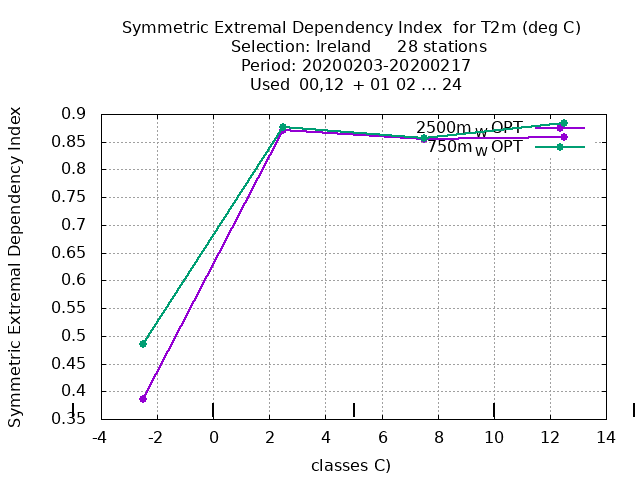 Symmetric Extremal Dependency Index for T2m (deg C)
Selection: Ireland 28 stations
Period: 20200203-20200217
Used 00,12 + 01 02 ... 24
Symmetric Extremal Dependency Index
0.9
0.85
0.8
0.75
0.7
0.65
0.6
0.55
0.5
0.45
0.4
0.35
2500m W OPT
750m W OPT
-4 -2 0 2 4 6 8 10 12 14
classes C)